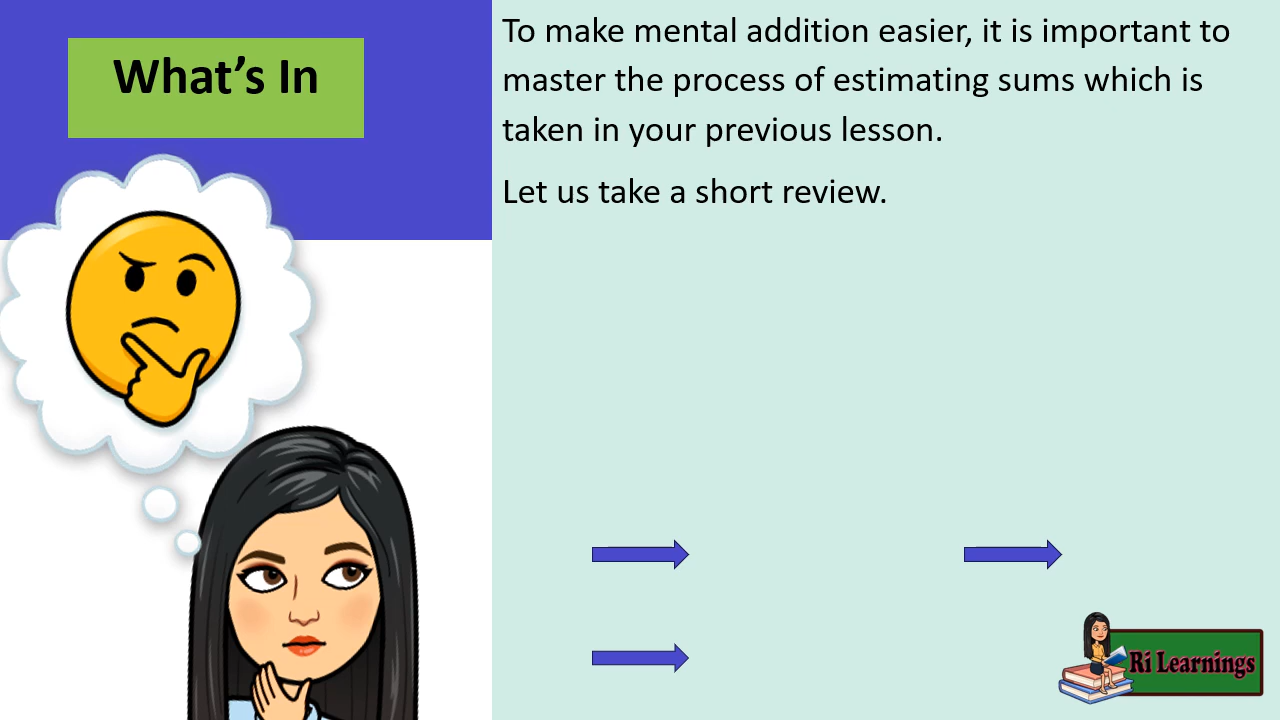 What’s In
To make mental addition easier, it is important to
master the process of estimating sums which is
taken in your previous lesson.
Let us take a short review.
Ri Learnings